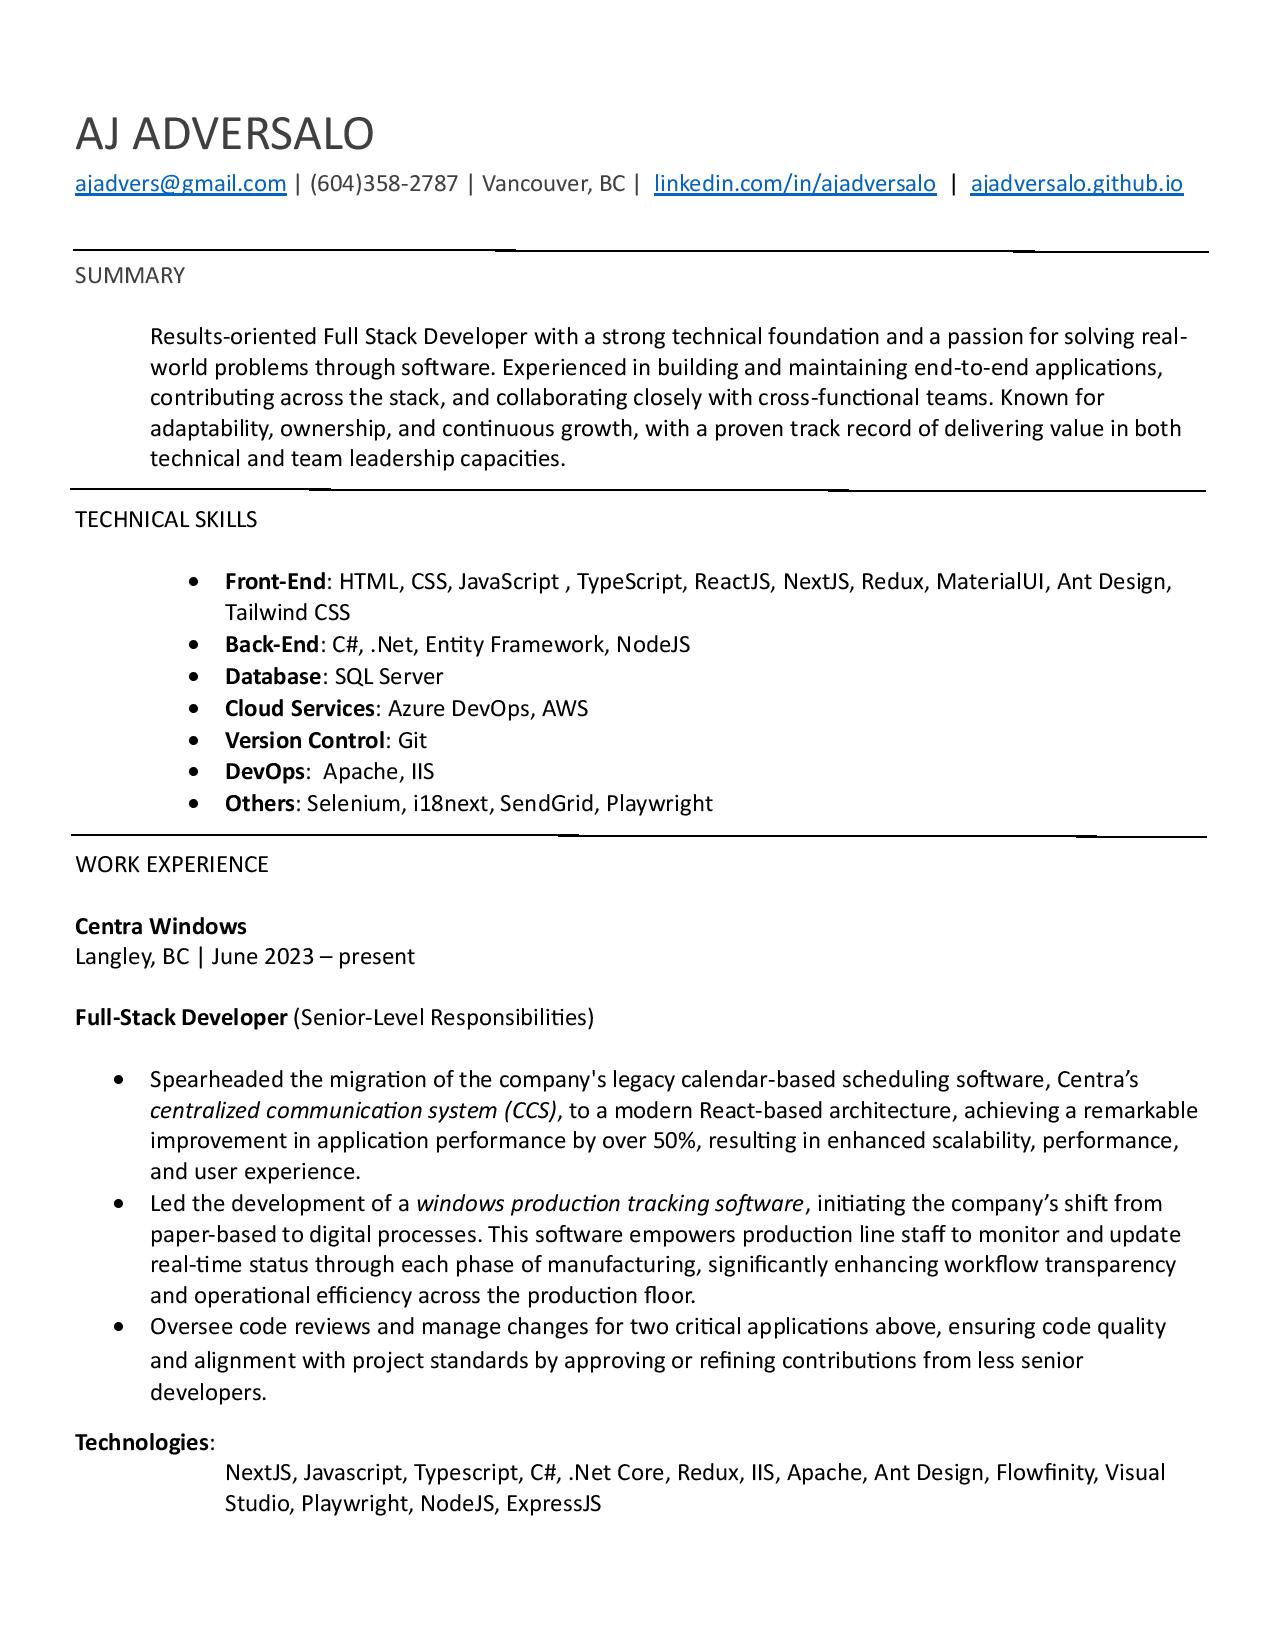 AJ ADVERSALO
ajadvers@gmail.com | (604)358-2787 | Vancouver, BC | linkedin.com/in/ajadversalo | ajadversalo.github.io
SUMMARY
Results-oriented Full Stack Developer with a strong technical foundation and a passion for solving real-
world problems through software. Experienced in building and maintaining end-to-end applications,
contributing across the stack, and collaborating closely with cross-functional teams. Known for
adaptability, ownership, and continuous growth, with a proven track record of delivering value in both
technical and team leadership capacities.
TECHNICAL SKILLS
• Front-End: HTML, CSS, JavaScript , TypeScript, ReactJS, NextJS, Redux, MaterialUI, Ant Design,
Tailwind CSS
• Back-End: C#, .Net, Entity Framework, NodeJS
• Database: SQL Server
• Cloud Services: Azure DevOps, AWS
• Version Control: Git
• DevOps:  Apache, IIS
• Others: Selenium, i18next, SendGrid, Playwright
WORK EXPERIENCE
Centra Windows
Langley, BC | June 2023 – present
Full-Stack Developer (Senior-Level Responsibilities)
• Spearheaded the migration of the company's legacy calendar-based scheduling software, Centra’s
centralized communication system (CCS), to a modern React-based architecture, achieving a remarkable
improvement in application performance by over 50%, resulting in enhanced scalability, performance,
and user experience.
• Led the development of a windows production tracking software, initiating the company’s shift from
paper-based to digital processes. This software empowers production line staff to monitor and update
real-time status through each phase of manufacturing, significantly enhancing workflow transparency
and operational efficiency across the production floor.
• Oversee code reviews and manage changes for two critical applications above, ensuring code quality
and alignment with project standards by approving or refining contributions from less senior
developers.
Technologies:
NextJS, Javascript, Typescript, C#, .Net Core, Redux, IIS, Apache, Ant Design, Flowfinity, Visual
Studio, Playwright, NodeJS, ExpressJS